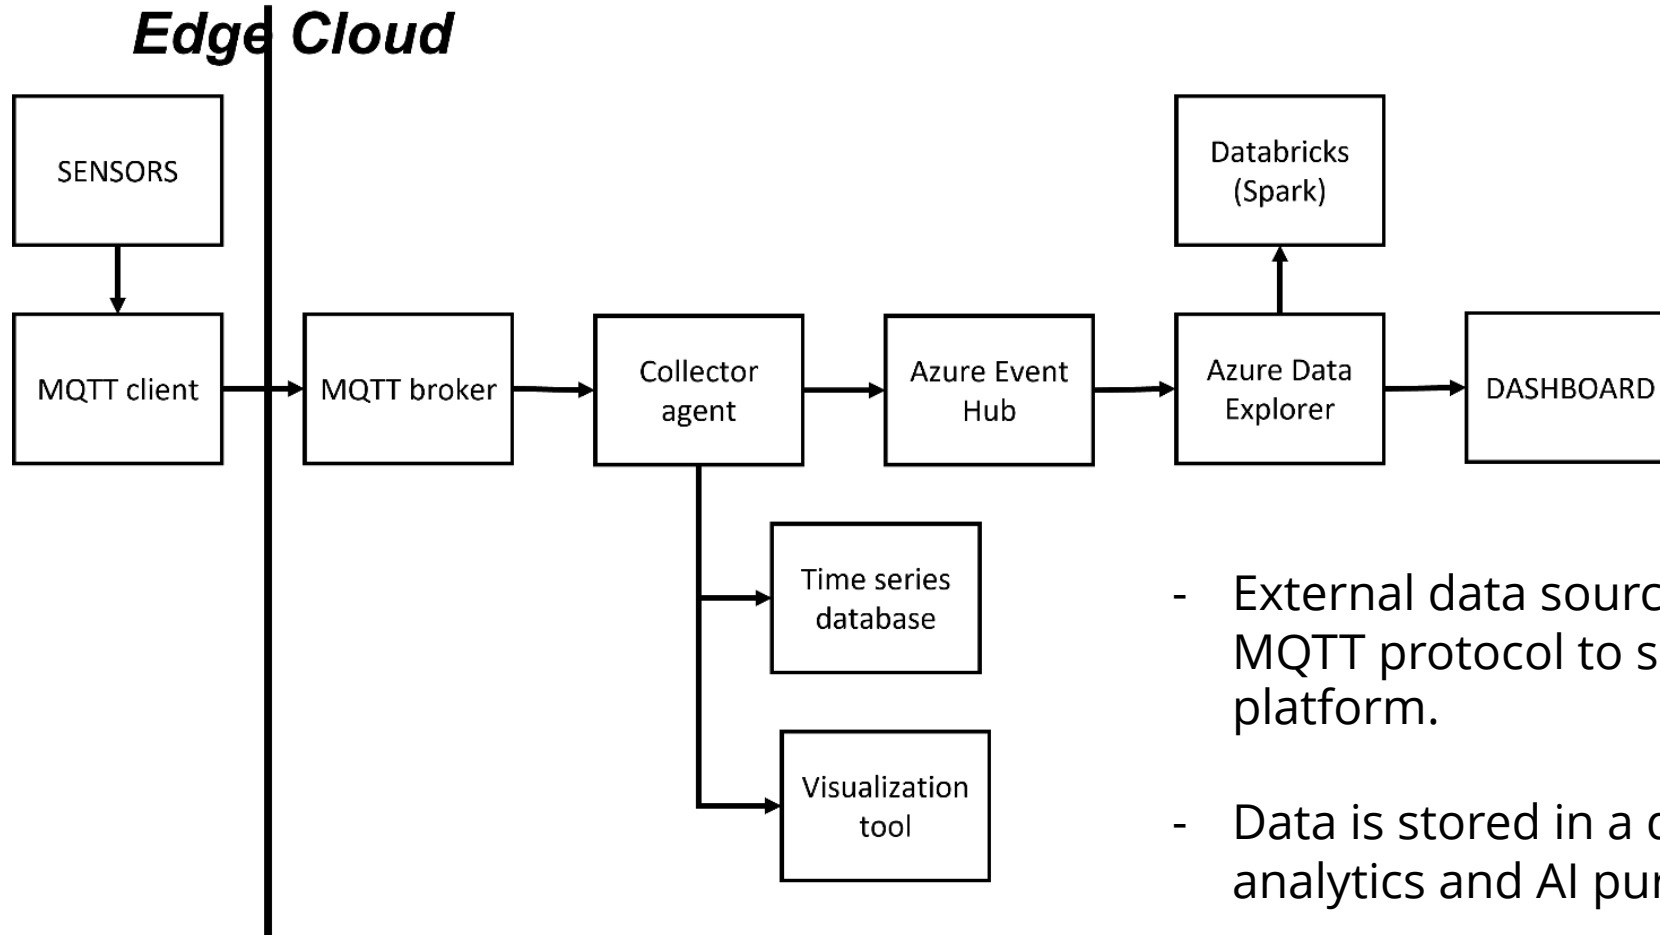 Edge Cloud
SENSORS
Databricks
(Spark)
MQTT client
MQTT broker
Collector
agent
Azure Event
Hub
Azure Data
Explorer
DASHBOARD
Time series
database
Visualization
tool
- External data sourc
MQTT protocol to s
platform.
- Data is stored in a
analytics and AI pur